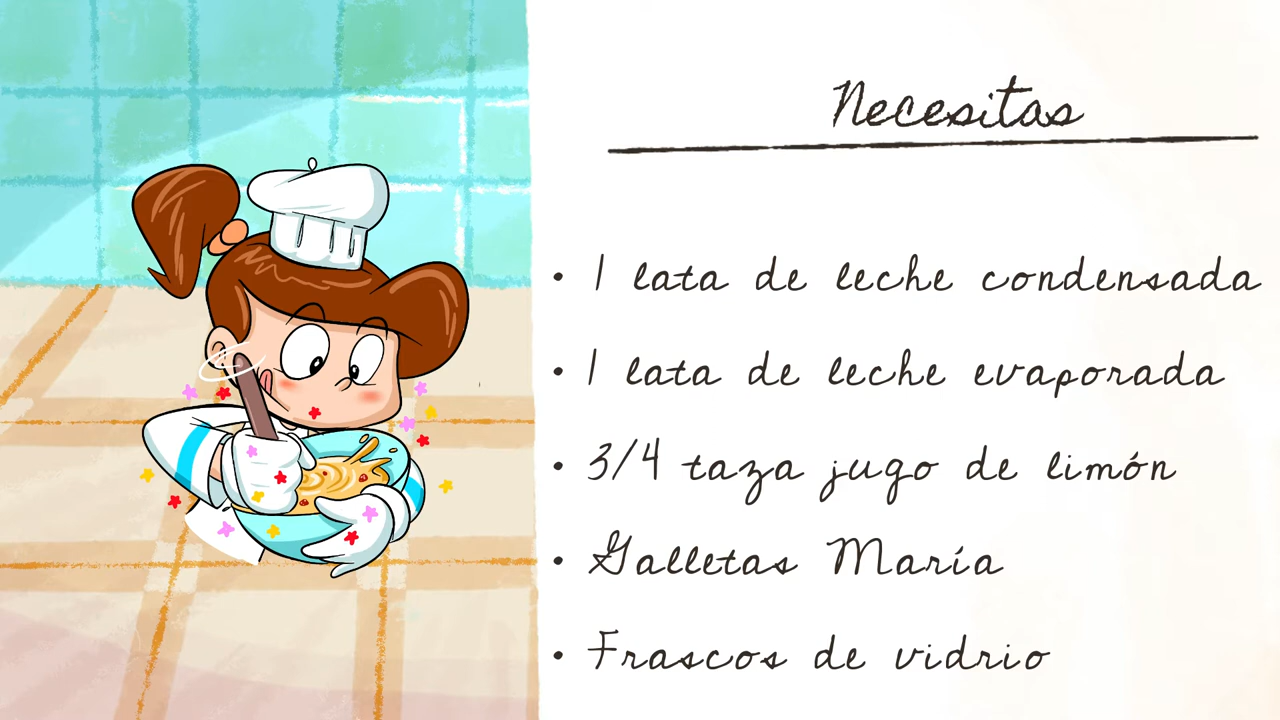 Necesitas
• 1 lata de leche condensada
• 1 lata de leche evaporada
• 3/4 taza jugo de limón
• Galletas María
• Frascos de vidrio